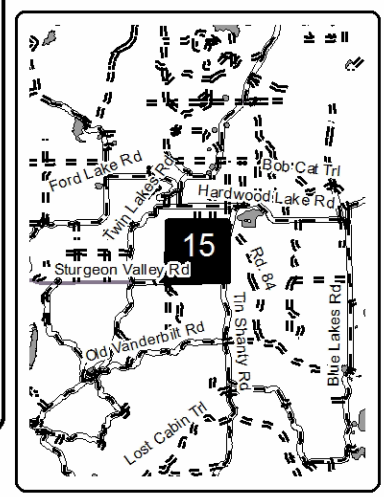 Ford Lake Rd
Twin Lakes Rd
Bob Cat Trl
Hardwood Lake Rd
15
Rd. 84
Sturgeon Valley Rd
Tin Shanty Rd
Blue Lakes Rd
Old Vanderbilt Rd
Lost Cabin Trl